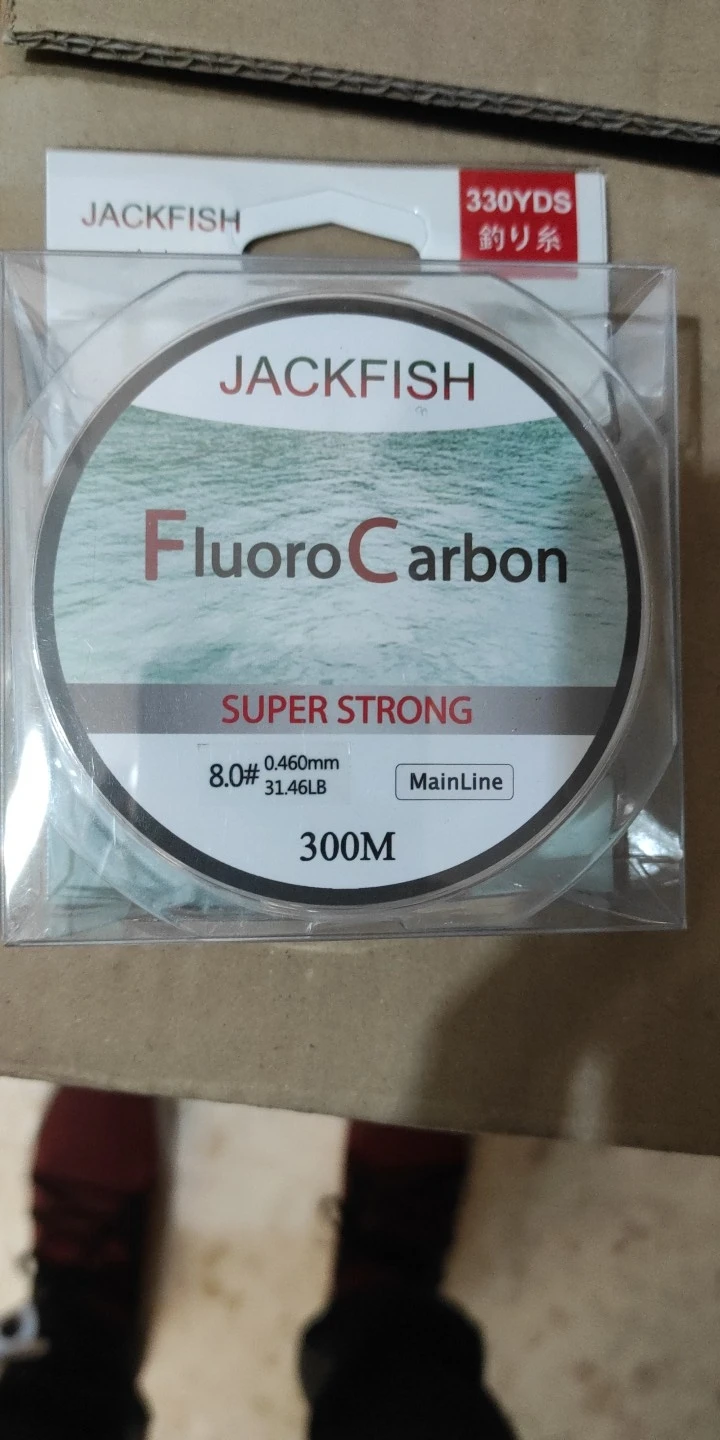 JACKFISH
330YDS
釣り糸
JACKFISH
FluoroCarbon
SUPER STRONG
8.0# 0.460mm
31.46LB
MainLine
300M